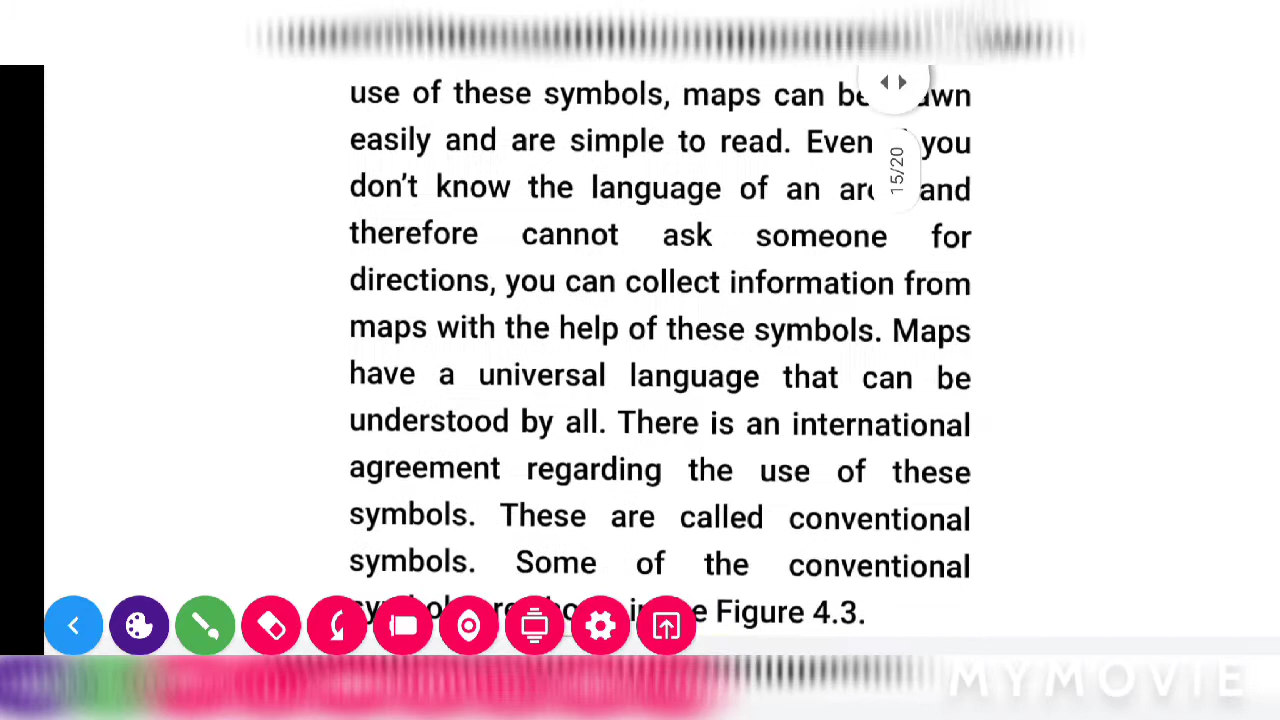 use of these symbols, maps can be
easily and are simple to read. Even you
don't know the language of an and
therefore cannot ask someone for
directions, you can collect information from
maps with the help of these symbols. Maps
have a universal language that can be
understood by all. There is an international
agreement regarding the use of these
symbols. These are called conventional
symbols. Some of the conventional
Figure 4.3.
15/20
MYMOVIE